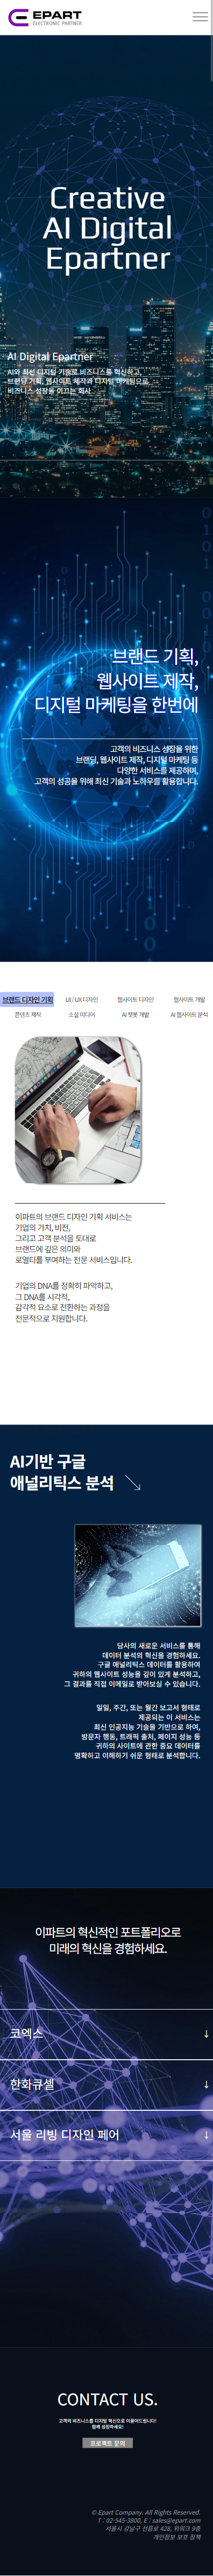 EPART
ELECTRONIC PARTNER
Creative
AI Digital
Epartner
AI Digital Epartner
AI와 최신 디지털 기술로 비즈니스를 혁신하고,
브랜딩 기획, 웹사이트 제작과 디지털 마케팅으로
비즈니스 성장을 이끄는 회사
브랜드 기획,
웹사이트 제작,
디지털 마케팅을 한번에
고객의 비즈니스 성장을 위한
브랜딩, 웹사이트 제작, 디지털 마케팅 등
다양한 서비스를 제공하며,
고객의 성공을 위해 최신 기술과 노하우를 활용합니다.
브랜드 디자인 기획 UI / UX 디자인 웹사이트 디자인 웹사이트 개발
콘텐츠 제작 소셜 미디어 AI 챗봇 개발 AI 웹사이트 분석
이파트의 브랜드 디자인 기획 서비스는
기업의 가치, 비전,
그리고 고객 분석을 토대로
브랜드에 깊은 의미와
로열티를 부여하는 전문 서비스입니다.
기업의 DNA를 정확히 파악하고,
그 DNA를 시각적,
감각적 요소로 전환하는 과정을
전문적으로 지원합니다.
AI기반 구글
애널리틱스 분석
당사의 새로운 서비스를 통해
데이터 분석의 혁신을 경험하세요.
구글 애널리틱스 데이터를 활용하여
귀하의 웹사이트 성능을 깊이 있게 분석하고,
그 결과를 직접 이메일로 받아보실 수 있습니다.
일일, 주간, 또는 월간 보고서 형태로
제공되는 이 서비스는
최신 인공지능 기술을 기반으로 하여,
방문자 행동, 트래픽 출처, 페이지 성능 등
귀하의 사이트에 관한 중요 데이터를
명확하고 이해하기 쉬운 형태로 분석합니다.
이파트의 혁신적인 포트폴리오로
미래의 혁신을 경험하세요.
코엑스 ↓
한화큐셀 ↓
서울 리빙 디자인 페어 ↓
CONTACT US.
고객의 비즈니스를 디지털 혁신으로 이끌어드립니다!
함께 성장하세요!
프로젝트 문의
© Epart Company. All Rights Reserved.
T : 02-545-3800, E : sales@epart.com
서울시 강남구 선릉로 428, 위워크 9층
개인정보 보호 정책